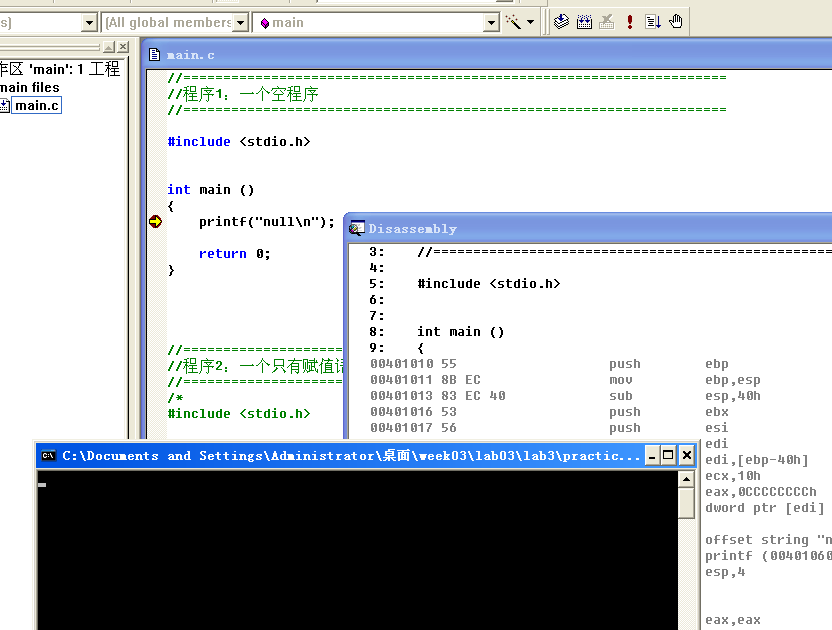 s)
[All global members
main
作区 'main': 1 工程
main files
main.c
main.c
//====================================================================
//程序1: 一个空程序
//====================================================================
#include <stdio.h>
int main ()
{
printf("null\n");
return 0;
}
//====================
//程序2: 一个只有赋值
//====================
/*
#include <stdio.h>
Disassembly
3: //==================================================
4:
5: #include <stdio.h>
6:
7:
8: int main ()
9: {
00401010 55 push ebp
00401011 8B EC mov ebp,esp
00401013 83 EC 40 sub esp,40h
00401016 53 push ebx
00401017 56 push esi
edi
edi,[ebp-40h]
ecx,10h
eax,0CCCCCCCCh
dword ptr [edi]
offset string "n
printf (00401060
esp,4
eax,eax
C:\Documents and Settings\Administrator\桌面\week03\lab03\lab3\practic...